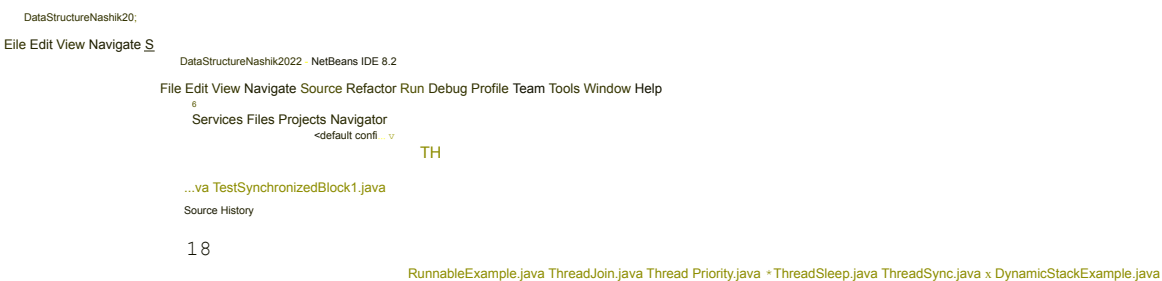 DataStructureNashik20;
Eile Edit View Navigate S
DataStructureNashik2022 - NetBeans IDE 8.2
File Edit View Navigate Source Refactor Run Debug Profile Team Tools Window Help
6
Services Files Projects Navigator
<default confi... ▿
TH
...va TestSynchronizedBlock1.java
Source History
18
RunnableExample.java ThreadJoin.java Thread Priority.java *ThreadSleep.java ThreadSync.java x DynamicStackExample.java